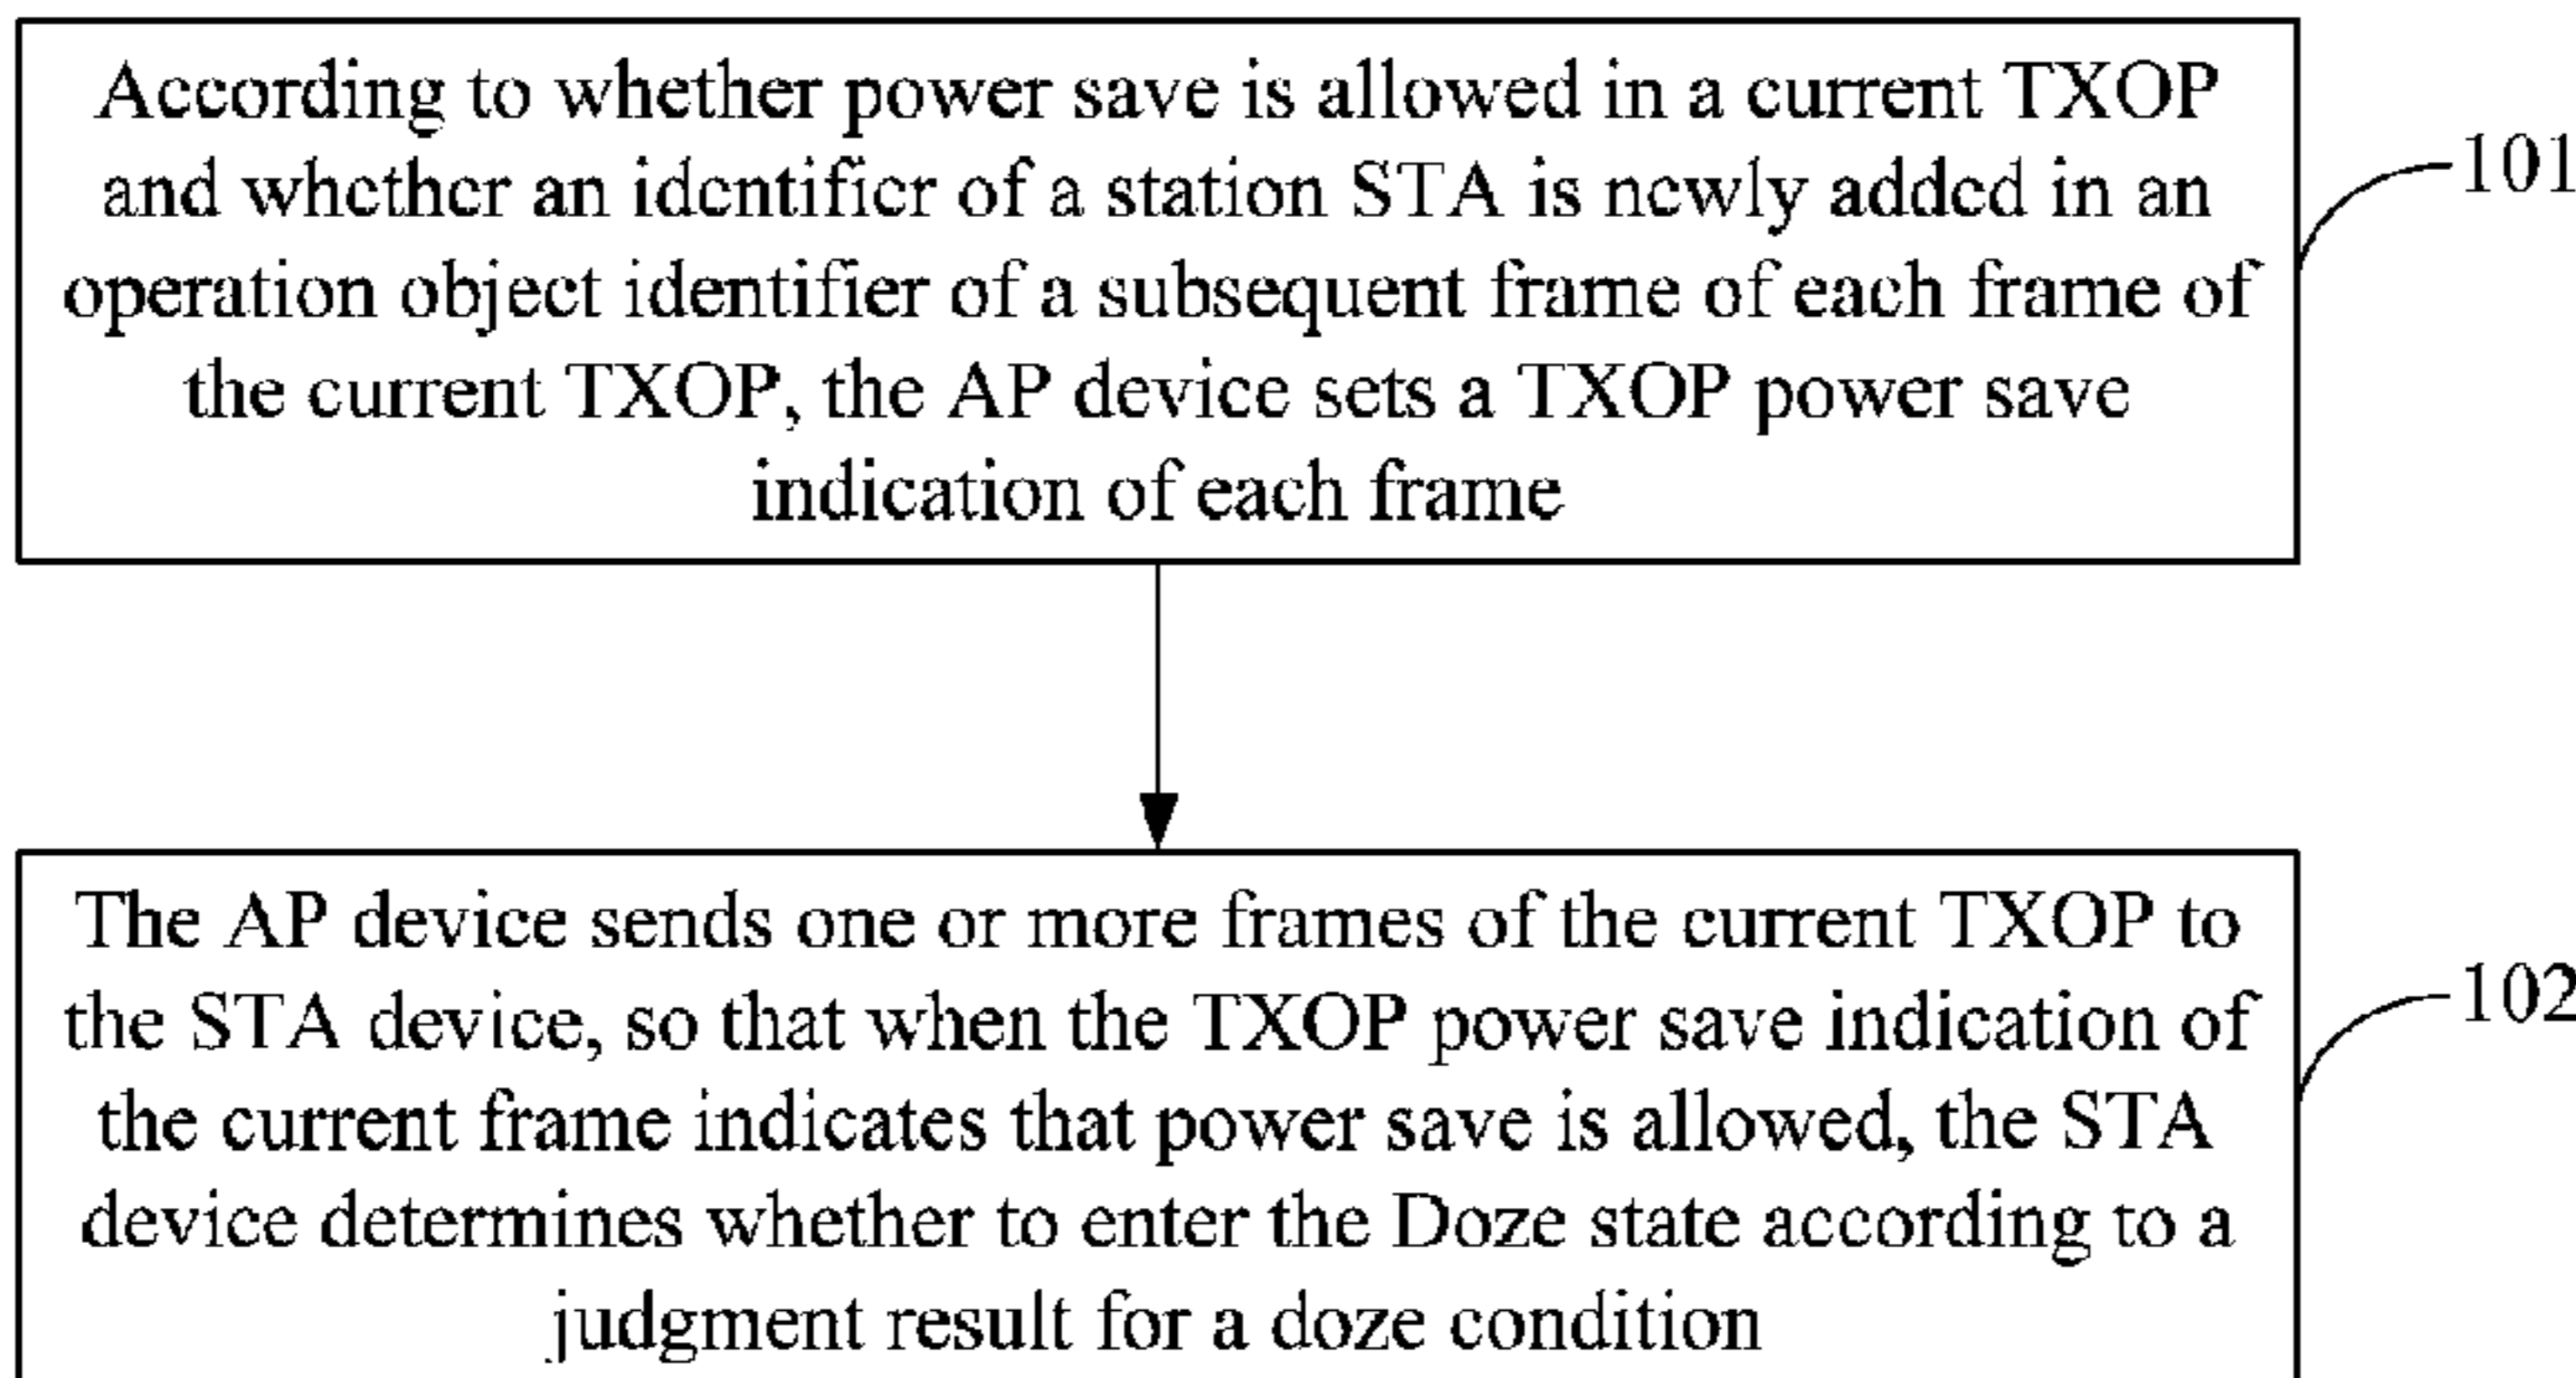 According to whether power save is allowed in a current TXOP
and whether an identifier of a station STA is newly added in an
operation object identifier of a subsequent frame of each frame of
the current TXOP, the AP device sets a TXOP power save
indication of each frame
101
The AP device sends one or more frames of the current TXOP to
the STA device, so that when the TXOP power save indication of
the current frame indicates that power save is allowed, the STA
device determines whether to enter the Doze state according to a
judgment result for a doze condition
102